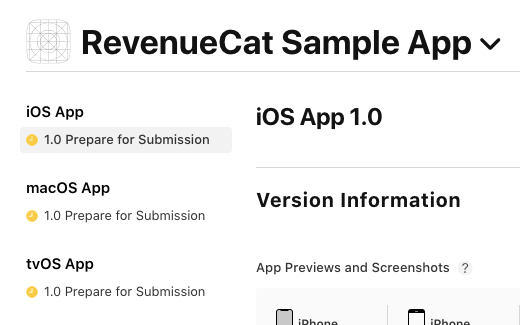 RevenueCat Sample App
iOS App
1.0 Prepare for Submission
macOS App
1.0 Prepare for Submission
tvOS App
1.0 Prepare for Submission
iOS App 1.0
Version Information
App Previews and Screenshots ?
iPhone
iPhone